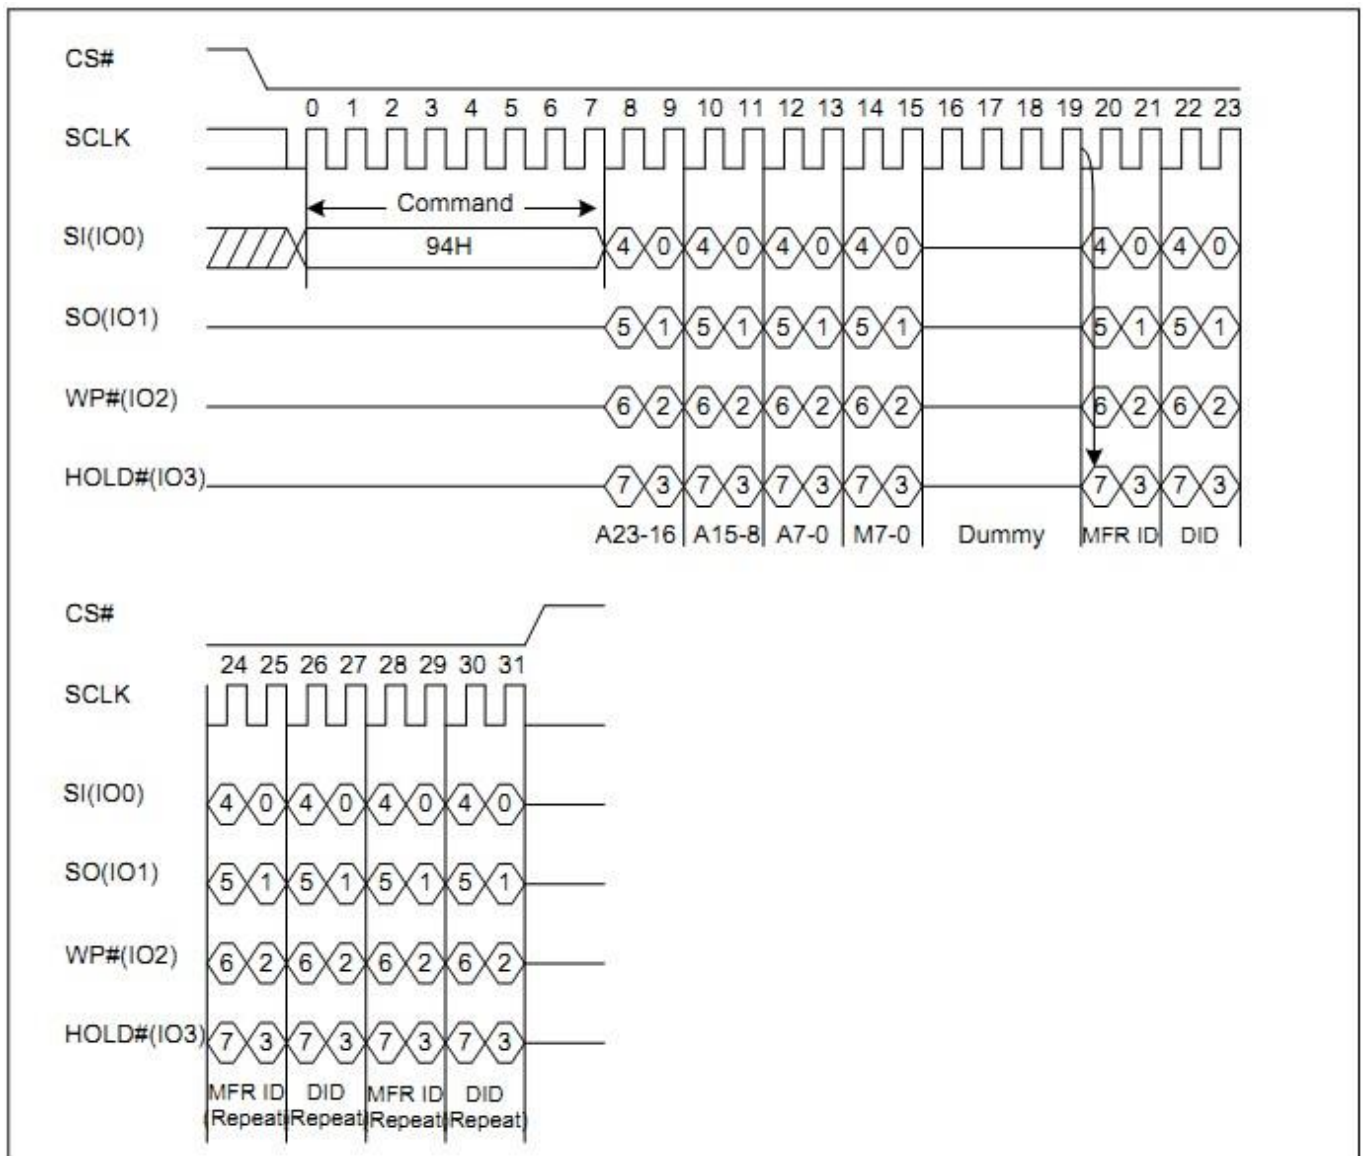 CS#
0 1 2 3 4 5 6 7 8 9 10 11 12 13 14 15 16 17 18 19 20 21 22 23
SCLK
Command
SI(IO0) 94H 4 0 4 0 4 0 4 0 4 0 4 0
SO(IO1) 5 1 5 1 5 1 5 1 5 1 5 1
WP#(IO2) 6 2 6 2 6 2 6 2 6 2 6 2
HOLD#(IO3) 7 3 7 3 7 3 7 3 7 3 7 3
A23-16 A15-8 A7-0 M7-0 Dummy MFR ID DID
CS#
24 25 26 27 28 29 30 31
SCLK
SI(IO0) 4 0 4 0 4 0 4 0
SO(IO1) 5 1 5 1 5 1 5 1
WP#(IO2) 6 2 6 2 6 2 6 2
HOLD#(IO3) 7 3 7 3 7 3 7 3
MFR ID DID MFR ID DID
(Repeat) (Repeat) (Repeat) (Repeat)